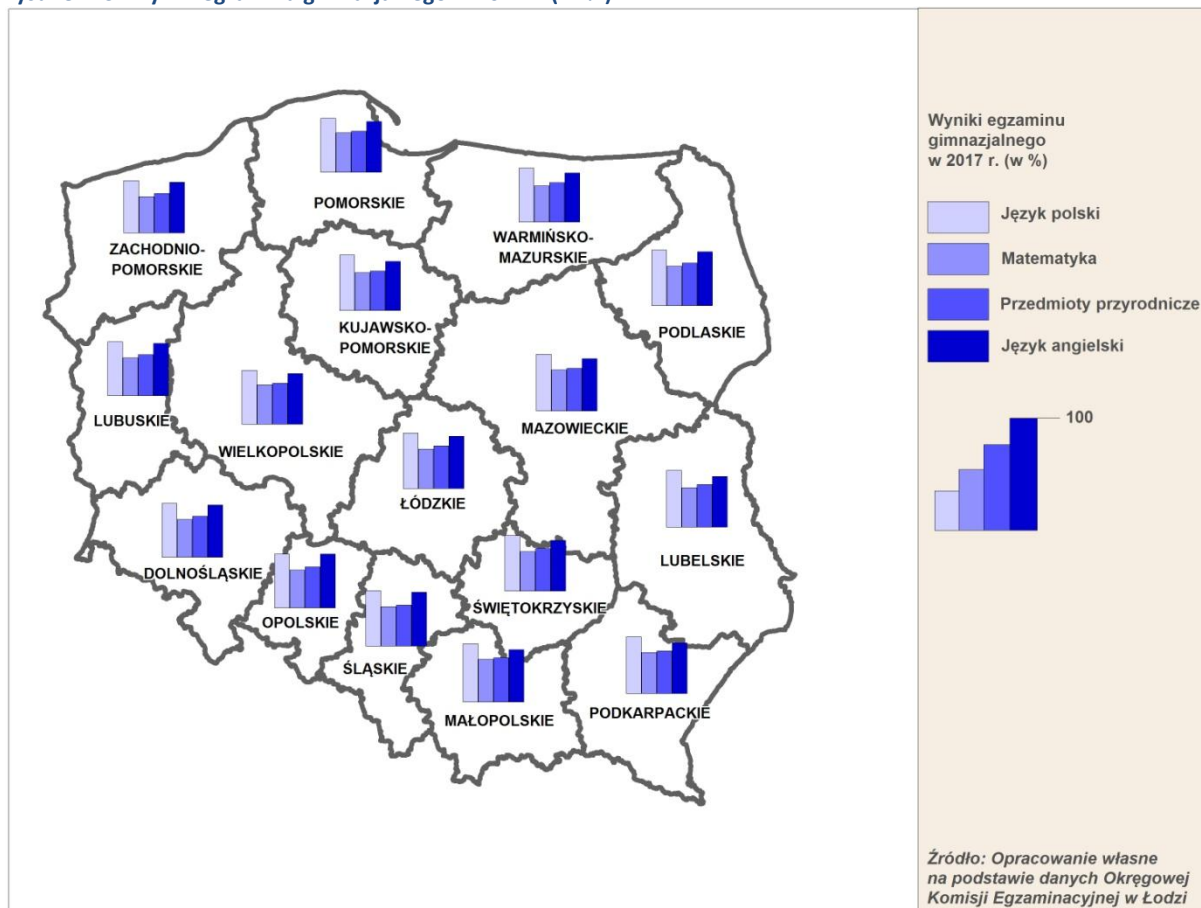 Wyniki egzaminu
gimnazjalnego
w 2017 r. (w %)
Język polski
Matematyka
Przedmioty przyrodnicze
Język angielski
100
POMORSKIE
ZACHODNIO-
POMORSKIE
WARMIŃSKO-
MAZURSKIE
KUJAWSKO-
POMORSKIE
PODLASKIE
LUBUSKIE
WIELKOPOLSKIE
MAZOWIECKIE
ŁÓDZKIE
DOLNOŚLĄSKIE
LUBELSKIE
OPOLSKIE
ŚWIĘTOKRZYSKIE
ŚLĄSKIE
MAŁOPOLSKIE
PODKARPACKIE
Źródło: Opracowanie własne
na podstawie danych Okręgowej
Komisji Egzaminacyjnej w Łodzi